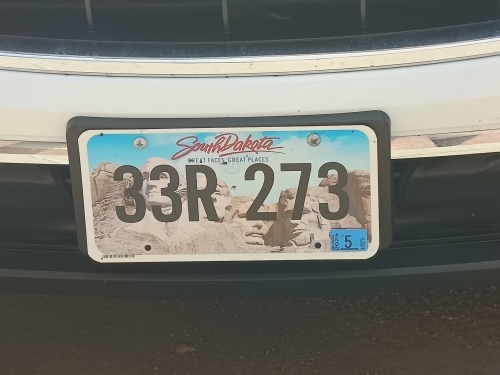 South Dakota
GREAT FACES. GREAT PLACES.
33R 273
5